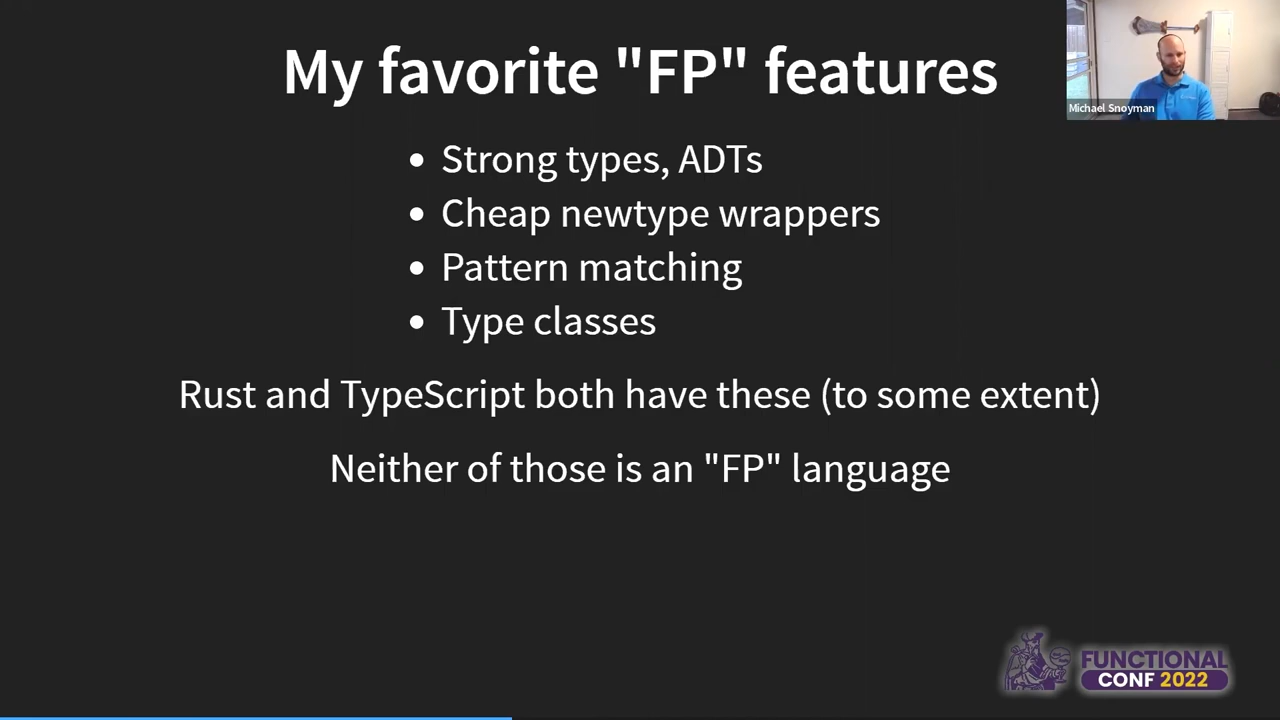 My favorite "FP" features
Michael Snoyman
• Strong types, ADTs
• Cheap newtype wrappers
• Pattern matching
• Type classes
Rust and TypeScript both have these (to some extent)
Neither of those is an "FP" language
FUNCTIONAL
CONF 2022